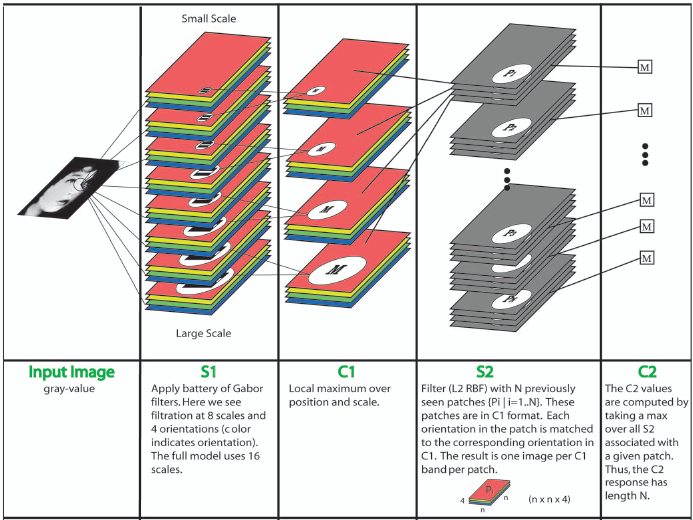 Small Scale
M
M
M
M
P1
P2
M
M
M
M
M
Large Scale
Input Image
gray-value
S1
Apply battery of Gabor
filters. Here we see
filtration at 8 scales and
4 orientations (color
indicates orientation).
The full model uses 16
scales.
C1
Local maximum over
position and scale.
S2
Filter (L2 RBF) with N previously
seen patches {Pi | i=1..N}. These
patches are in C1 format. Each
orientation in the patch is matched
to the corresponding orientation in
C1. The result is one image per C1
band per patch.
Pi
4
n
n
(n x n x 4)
C2
The C2 values
are computed by
taking a max
over all S2
associated with
a given patch.
Thus, the C2
response has
length N.